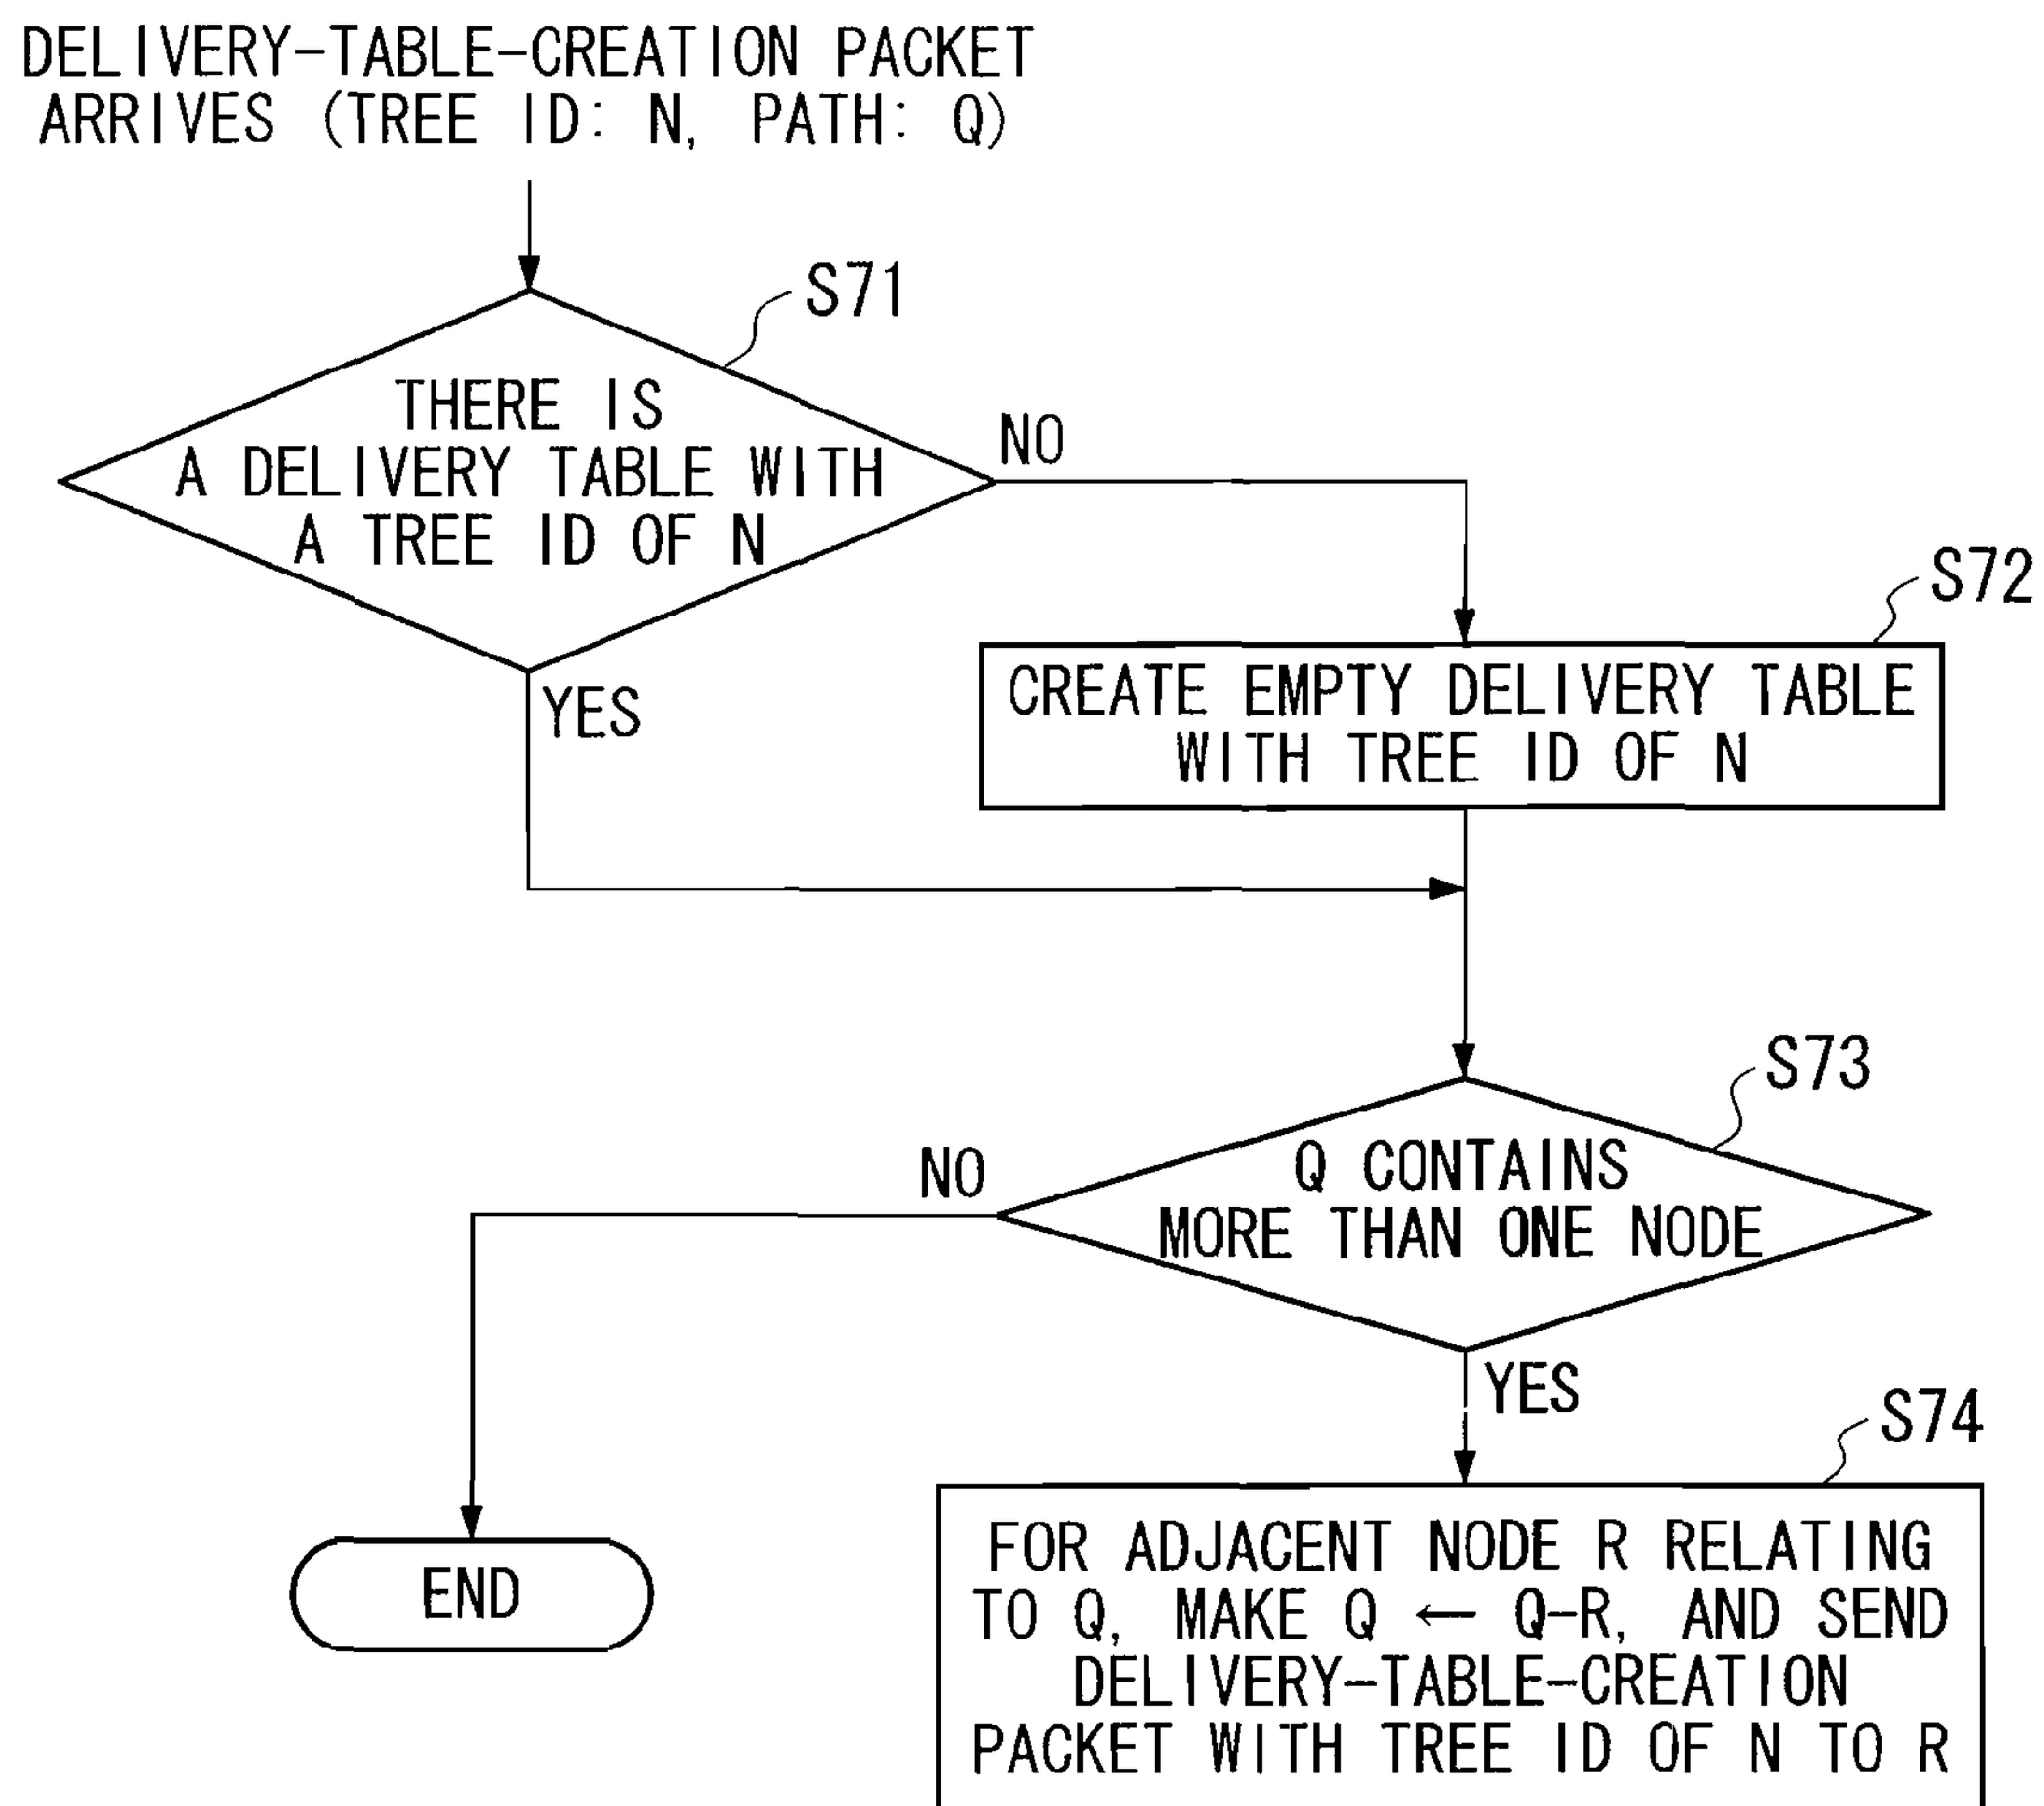 DELIVERY-TABLE-CREATION PACKET
ARRIVES (TREE ID: N, PATH: Q)
S71
THERE IS
A DELIVERY TABLE WITH
A TREE ID OF N
NO
YES
S72
CREATE EMPTY DELIVERY TABLE
WITH TREE ID OF N
S73
Q CONTAINS
MORE THAN ONE NODE
NO
YES
S74
FOR ADJACENT NODE R RELATING
TO Q, MAKE Q ← Q-R, AND SEND
DELIVERY-TABLE-CREATION
PACKET WITH TREE ID OF N TO R
END